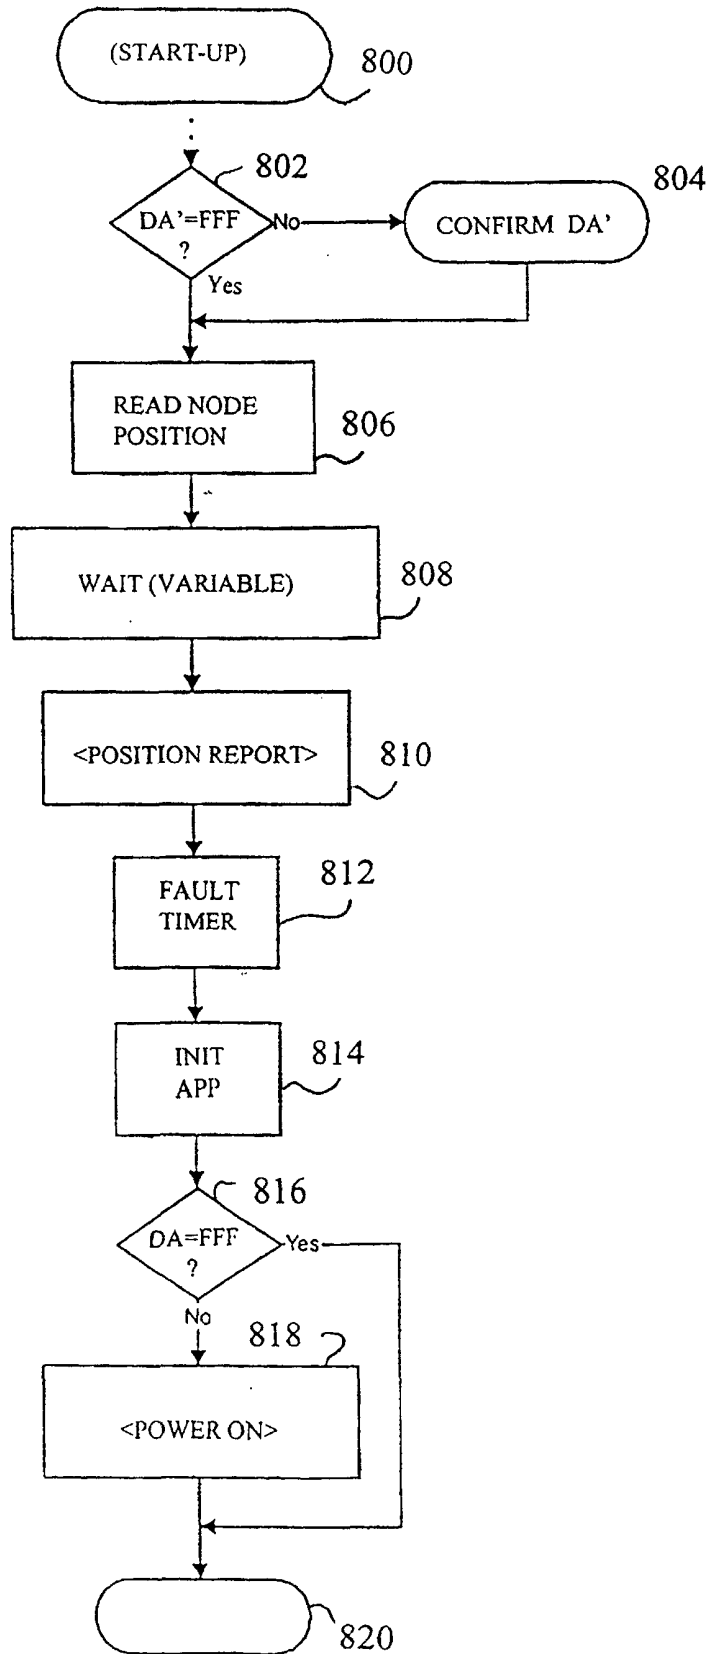 (START-UP)
800
802
804
DA'=FFF
?
No
CONFIRM DA'
Yes
READ NODE
POSITION
806
WAIT (VARIABLE)
808
<POSITION REPORT>
810
FAULT
TIMER
812
INIT
APP
814
816
DA=FFF
?
Yes
No
818
<POWER ON>
820